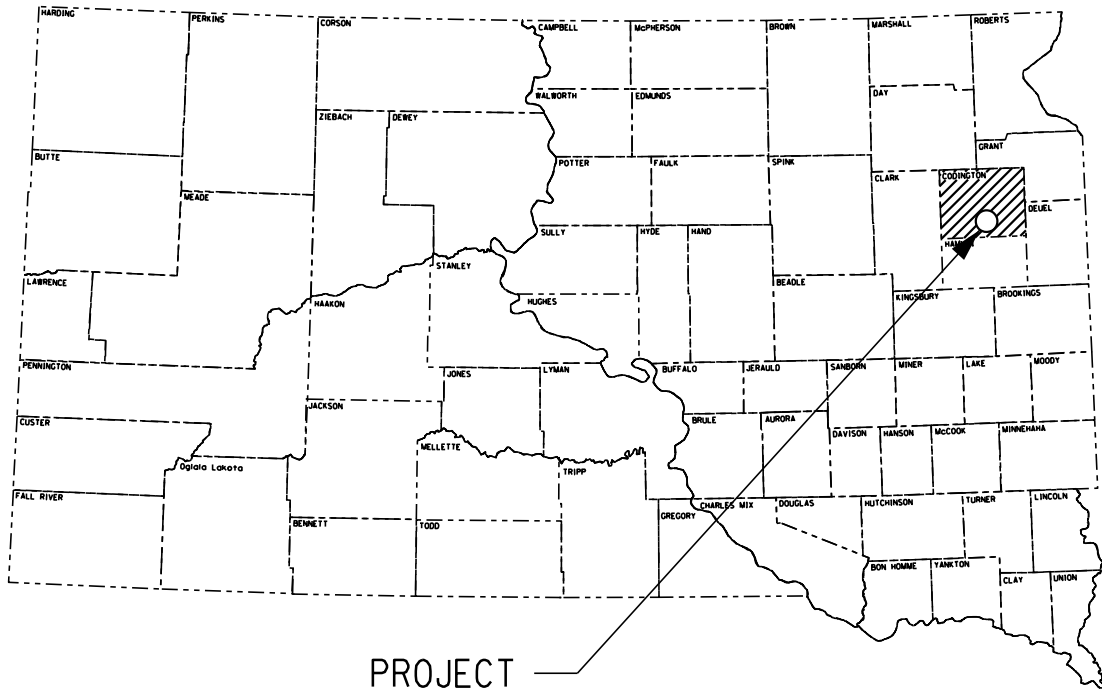 HARDING
PERKINS
CORSON
CAMPBELL
McPHERSON
BROWN
MARSHALL
ROBERTS
WALWORTH
EDMUNDS
DAY
ZIEBACH
DEWEY
GRANT
BUTTE
POTTER
FAULK
SPINK
CLARK
CODINGTON
MEADE
DEUEL
SULLY
HYDE
HAND
STANLEY
LAWRENCE
BEADLE
HAAKON
HUGHES
KINGSBURY
BROOKINGS
PENNINGTON
JONES
LYMAN
BUFFALO
JERAULD
SANBORN
MINER
LAKE
MOODY
JACKSON
CUSTER
BRULE
AURORA
DAVISON
HANSON
McCOOK
MINNEHAHA
MELLETTE
Oglala Lakota
TRIPP
FALL RIVER
GREGORY
CHARLES MIX
DOUGLAS
HUTCHINSON
TURNER
LINCOLN
BENNETT
TODD
BON HOMME
YANKTON
CLAY
UNION
PROJECT